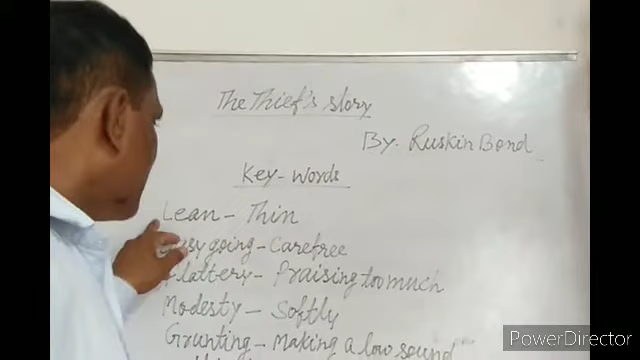 The Thief's story
By. Ruskin Bond
Key-words
Lean - Thin
going - Carefree
Flattery - Praising too much
Modesty - Softly
Grunting - Making a low sound
PowerDirector